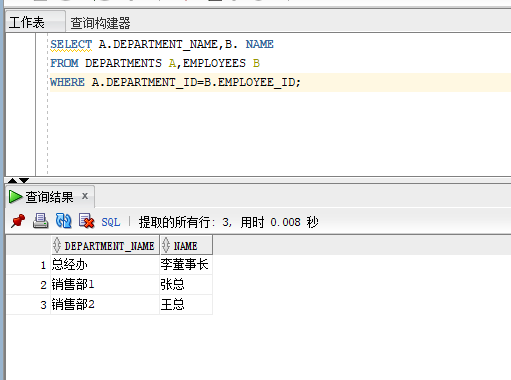 工作表 查询构建器
SELECT A.DEPARTMENT_NAME,B. NAME
FROM DEPARTMENTS A,EMPLOYEES B
WHERE A.DEPARTMENT_ID=B.EMPLOYEE_ID;
查询结果 x
SQL | 提取的所有行: 3, 用时 0.008 秒
DEPARTMENT_NAME NAME
1 总经办 李董事长
2 销售部1 张总
3 销售部2 王总